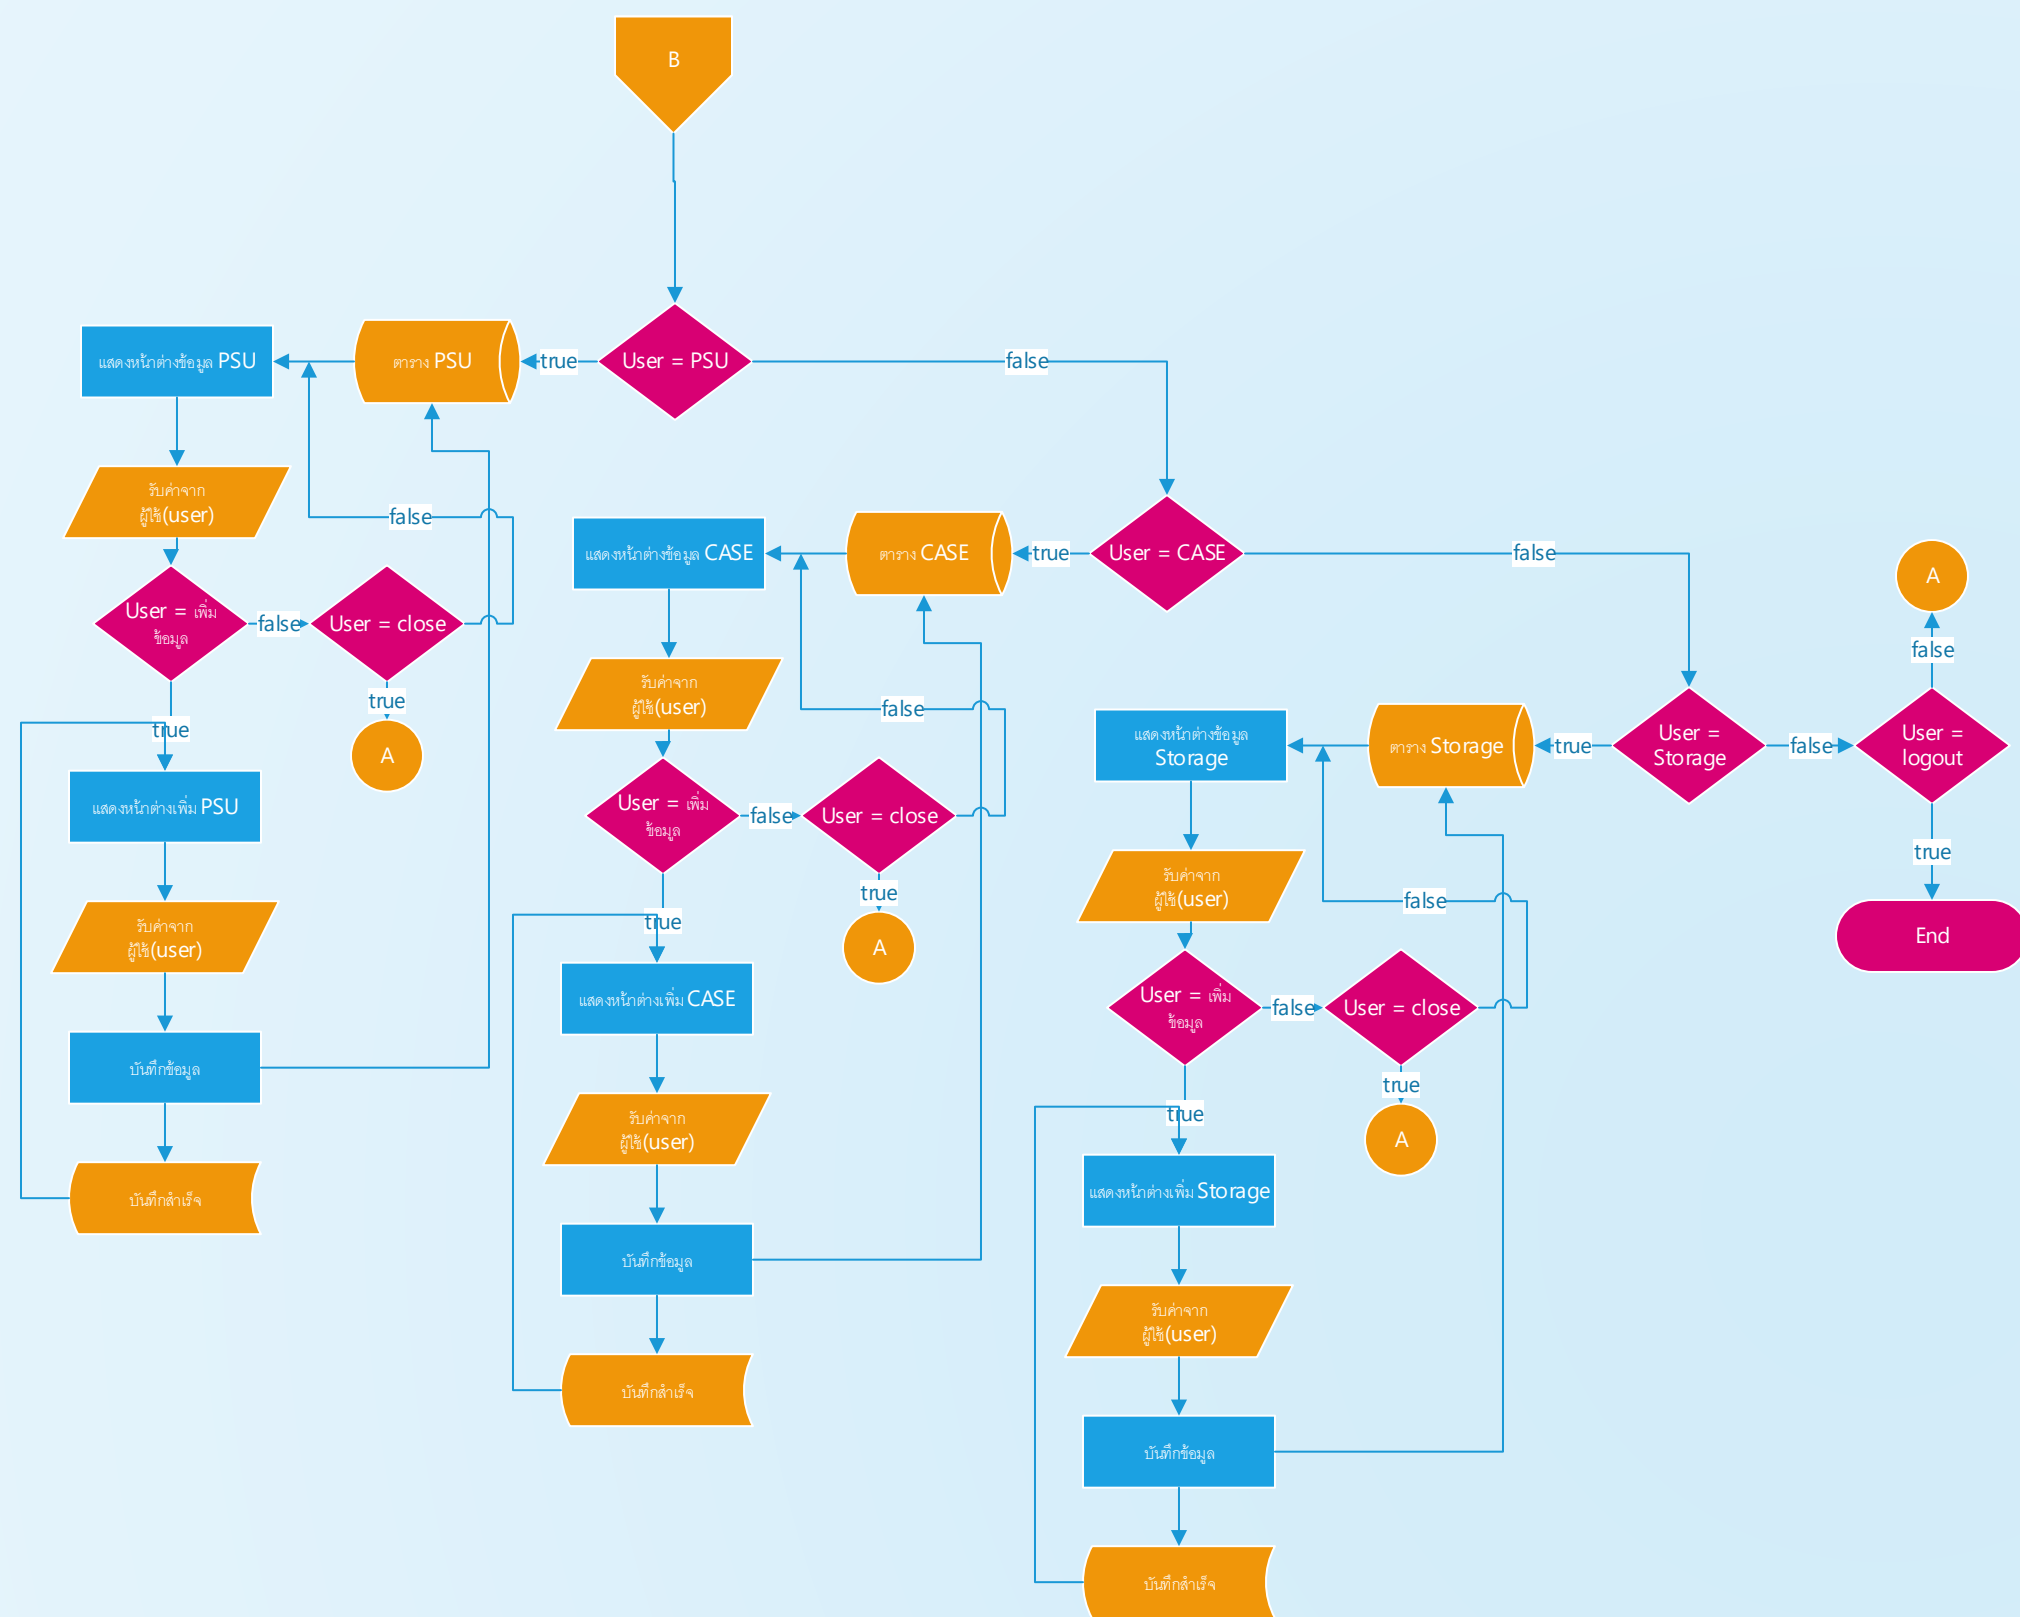 B
User = PSU
true
false
ตาราง PSU
แสดงหน้าต่างข้อมูล PSU
รับค่าจาก
ผู้ใช้(user)
User = เพิ่ม
ข้อมูล
false
User = close
false
true
A
true
แสดงหน้าต่างเพิ่ม PSU
รับค่าจาก
ผู้ใช้(user)
บันทึกข้อมูล
บันทึกสำเร็จ
User = CASE
true
false
ตาราง CASE
แสดงหน้าต่างข้อมูล CASE
รับค่าจาก
ผู้ใช้(user)
User = เพิ่ม
ข้อมูล
false
User = close
false
true
A
true
แสดงหน้าต่างเพิ่ม CASE
รับค่าจาก
ผู้ใช้(user)
บันทึกข้อมูล
บันทึกสำเร็จ
User =
Storage
true
false
ตาราง Storage
แสดงหน้าต่างข้อมูล
Storage
รับค่าจาก
ผู้ใช้(user)
User = เพิ่ม
ข้อมูล
false
User = close
false
true
A
true
แสดงหน้าต่างเพิ่ม Storage
รับค่าจาก
ผู้ใช้(user)
บันทึกข้อมูล
บันทึกสำเร็จ
User =
logout
false
A
true
End